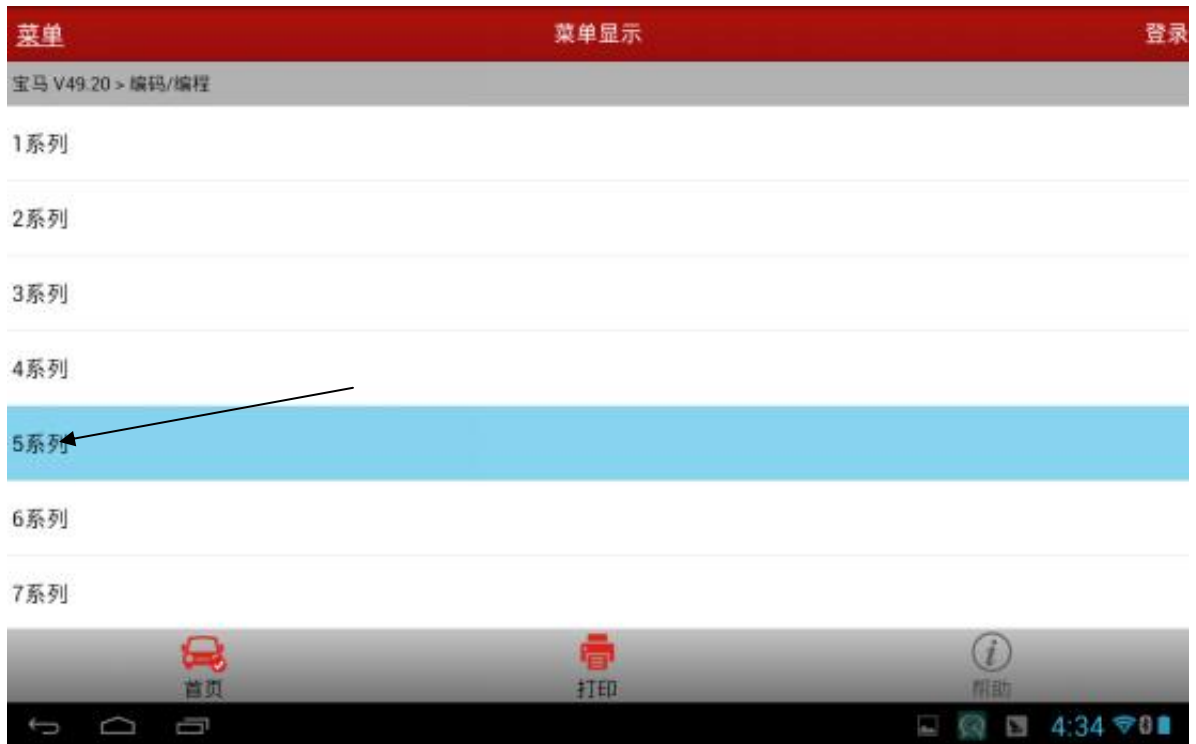 菜单 菜单显示 登录
宝马 V49.20 > 编码/编程
1系列
2系列
3系列
4系列
5系列
6系列
7系列
首页 打印 帮助
4:34